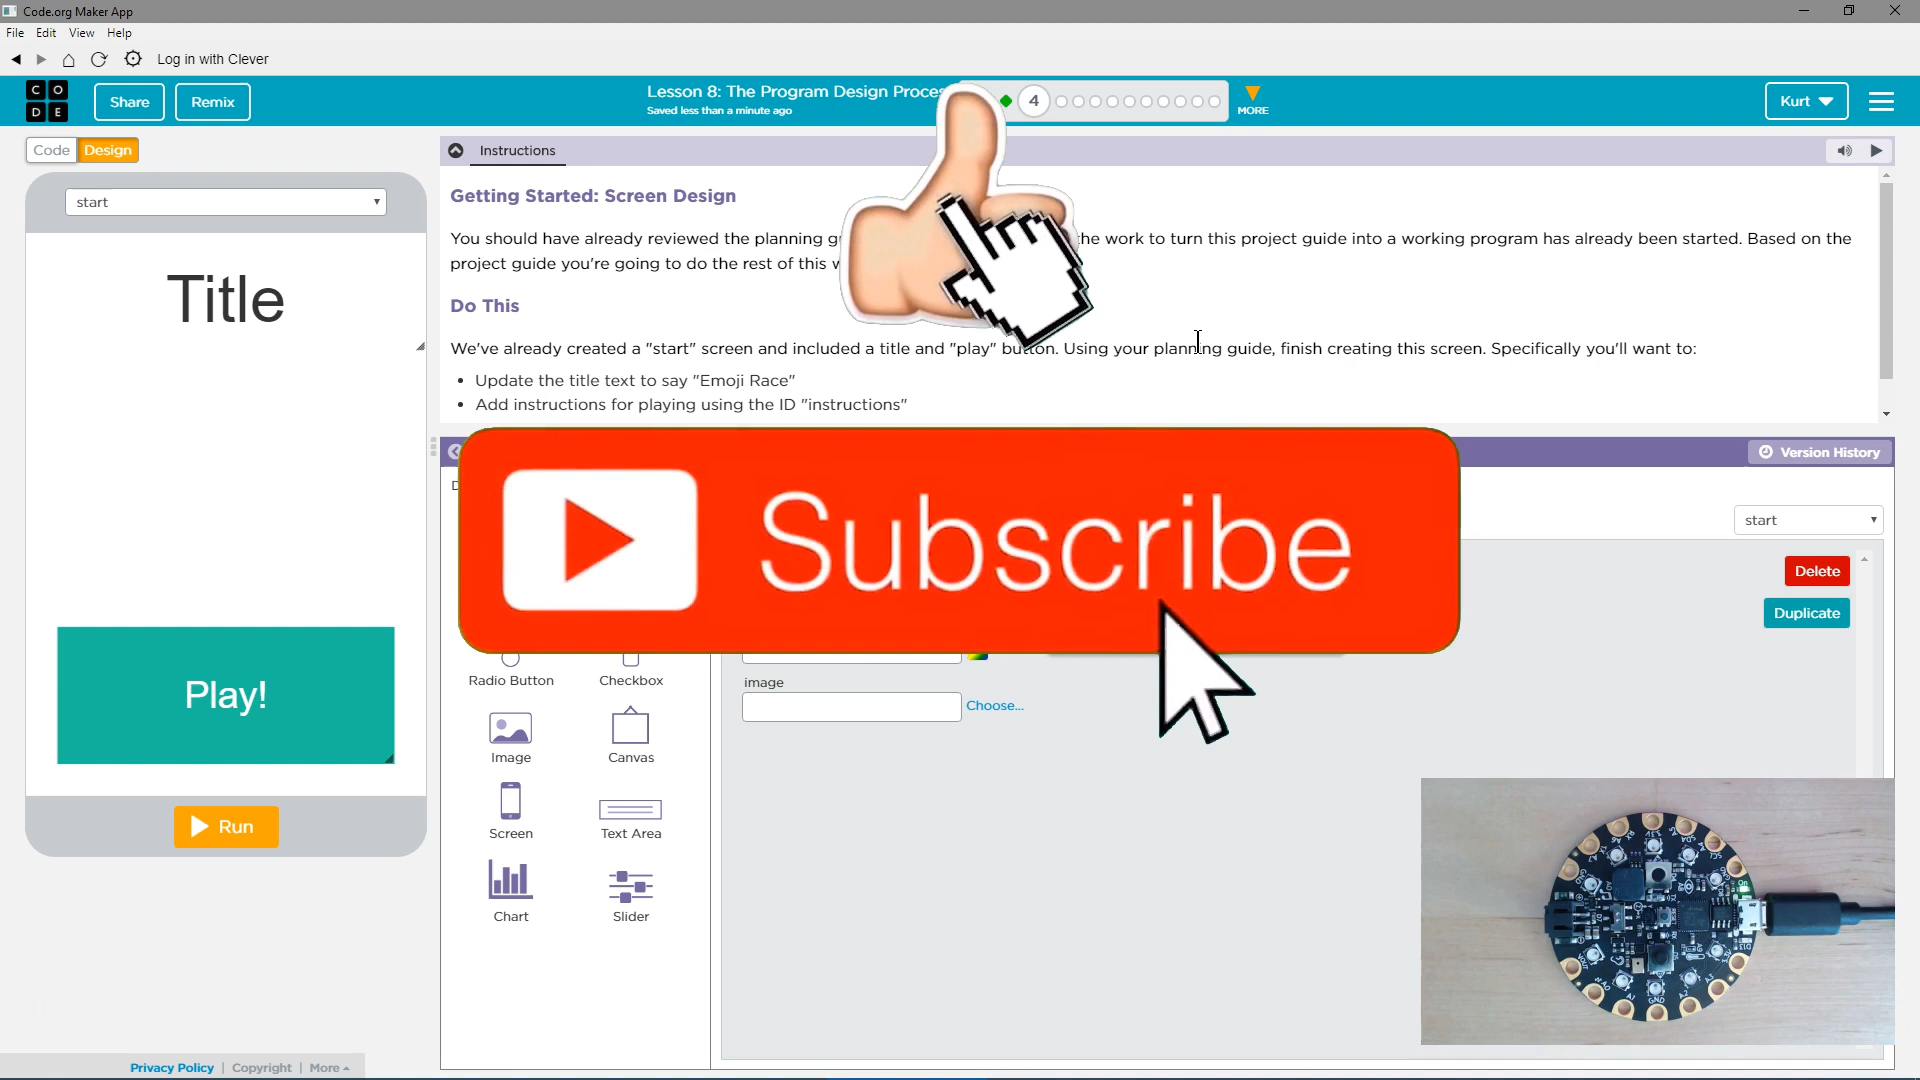 Code.org Maker App
File Edit View Help
Log in with Clever
CODE
Share
Remix
Lesson 8: The Program Design Proces
Saved less than a minute ago
4
MORE
Kurt
Code Design
start
Title
Play!
Run
Instructions
Getting Started: Screen Design
You should have already reviewed the planning g he work to turn this project guide into a working program has already been started. Based on the
project guide you're going to do the rest of this w
Do This
We've already created a "start" screen and included a title and "play" button. Using your planning guide, finish creating this screen. Specifically you'll want to:
• Update the title text to say "Emoji Race"
• Add instructions for playing using the ID "instructions"
Version History
Subscribe
start
Delete
Duplicate
Radio Button
Checkbox
image
Choose...
Image
Canvas
Screen
Text Area
Chart
Slider
Privacy Policy | Copyright | More